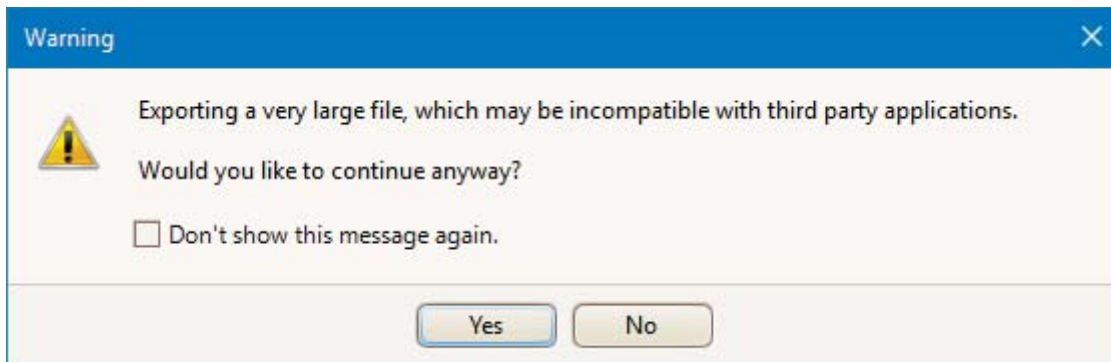 Warning
Exporting a very large file, which may be incompatible with third party applications.
Would you like to continue anyway?
Don't show this message again.
Yes No